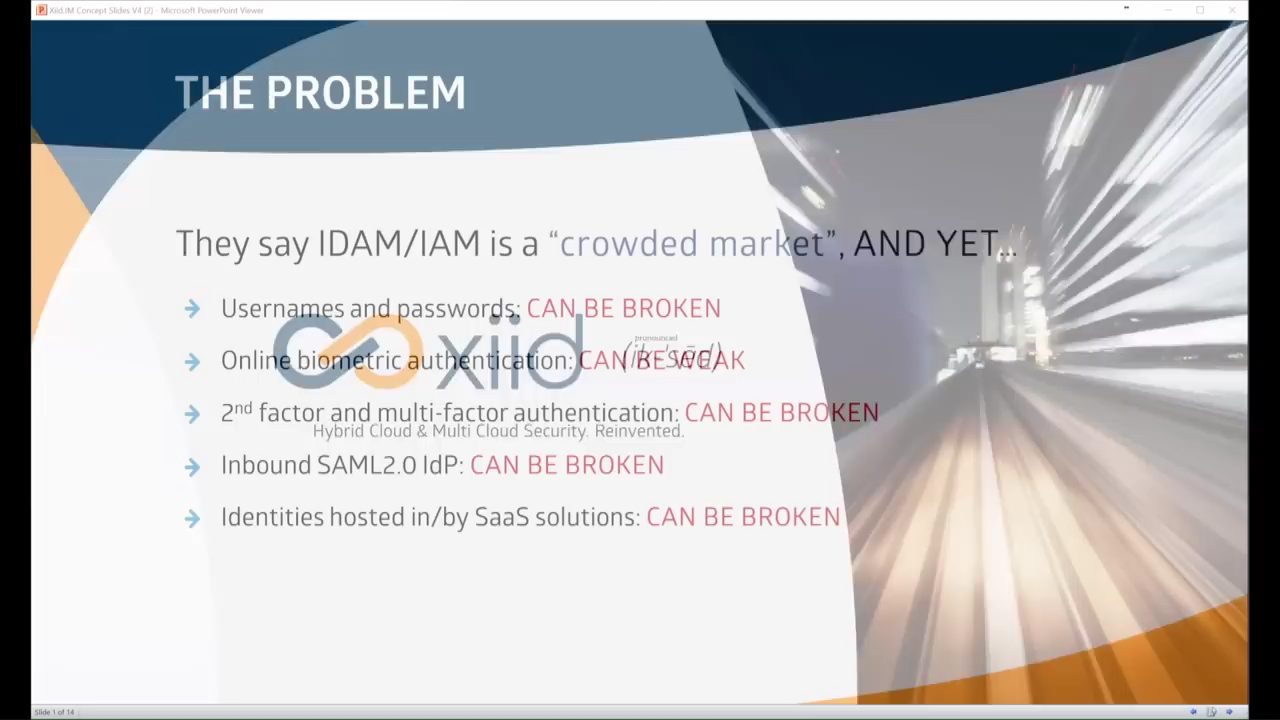 Xiid.IM Concept Slides V4 (2) - Microsoft PowerPoint Viewer
THE PROBLEM
They say IDAM/IAM is a “crowded market”, AND YET...
Usernames and passwords: CAN BE BROKEN
xiid
pronounced
Online biometric authentication: CAN BE WEAK
2nd factor and multi-factor authentication: CAN BE BROKEN
Hybrid Cloud & Multi Cloud Security. Reinvented.
Inbound SAML2.0 IdP: CAN BE BROKEN
Identities hosted in/by SaaS solutions: CAN BE BROKEN
Slide 1 of 14